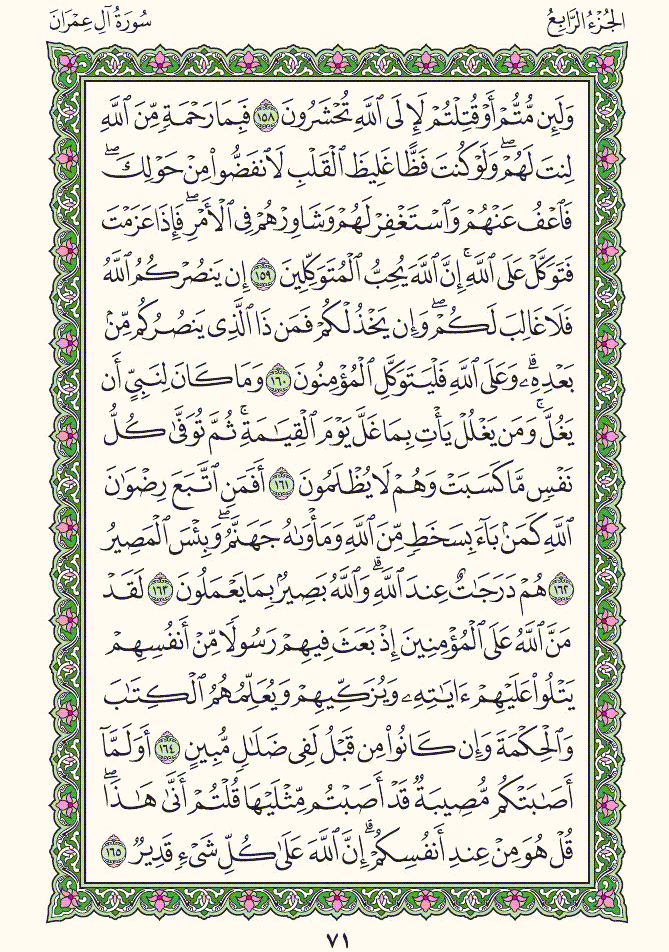 الجُزْءُ الرَّابِعُ
سُورَةُ آلِ عِمْرَانَ
وَلَئِن مُّتُّمْ أَوْ قُتِلْتُمْ لَإِلَى ٱللَّهِ تُحْشَرُونَ ١٥٨ فَبِمَا رَحْمَةٍ مِّنَ ٱللَّهِ
لِنتَ لَهُمْ ۖ وَلَوْ كُنتَ فَظًّا غَلِيظَ ٱلْقَلْبِ لَٱنفَضُّوا۟ مِنْ حَوْلِكَ ۖ
فَٱعْفُ عَنْهُمْ وَٱسْتَغْفِرْ لَهُمْ وَشَاوِرْهُمْ فِى ٱلْأَمْرِ ۖ فَإِذَا عَزَمْتَ
فَتَوَكَّلْ عَلَى ٱللَّهِ ۚ إِنَّ ٱللَّهَ يُحِبُّ ٱلْمُتَوَكِّلِينَ ١٥٩ إِن يَنصُرْكُمُ ٱللَّهُ
فَلَا غَالِبَ لَكُمْ ۖ وَإِن يَخْذُلْكُمْ فَمَن ذَا ٱلَّذِى يَنصُرُكُم مِّنۢ
بَعْدِهِۦ ۗ وَعَلَى ٱللَّهِ فَلْيَتَوَكَّلِ ٱلْمُؤْمِنُونَ ١٦٠ وَمَا كَانَ لِنَبِىٍّ أَن
يَغُلَّ ۚ وَمَن يَغْلُلْ يَأْتِ بِمَا غَلَّ يَوْمَ ٱلْقِيَـٰمَةِ ۚ ثُمَّ تُوَفَّىٰ كُلُّ
نَفْسٍ مَّا كَسَبَتْ وَهُمْ لَا يُظْلَمُونَ ١٦١ أَفَمَنِ ٱتَّبَعَ رِضْوَٰنَ
ٱللَّهِ كَمَنۢ بَآءَ بِسَخَطٍ مِّنَ ٱللَّهِ وَمَأْوَىٰهُ جَهَنَّمُ ۚ وَبِئْسَ ٱلْمَصِيرُ
١٦٢ هُمْ دَرَجَـٰتٌ عِندَ ٱللَّهِ ۗ وَٱللَّهُ بَصِيرٌۢ بِمَا يَعْمَلُونَ ١٦٣ لَقَدْ
مَنَّ ٱللَّهُ عَلَى ٱلْمُؤْمِنِينَ إِذْ بَعَثَ فِيهِمْ رَسُولًا مِّنْ أَنفُسِهِمْ
يَتْلُوا۟ عَلَيْهِمْ ءَايَـٰتِهِۦ وَيُزَكِّيهِمْ وَيُعَلِّمُهُمُ ٱلْكِتَـٰبَ
وَٱلْحِكْمَةَ وَإِن كَانُوا۟ مِن قَبْلُ لَفِى ضَلَـٰلٍ مُّبِينٍ ١٦٤ أَوَلَمَّآ
أَصَـٰبَتْكُم مُّصِيبَةٌ قَدْ أَصَبْتُم مِّثْلَيْهَا قُلْتُمْ أَنَّىٰ هَـٰذَا ۖ
قُلْ هُوَ مِنْ عِندِ أَنفُسِكُمْ ۗ إِنَّ ٱللَّهَ عَلَىٰ كُلِّ شَىْءٍ قَدِيرٌ ١٦٥
٧١